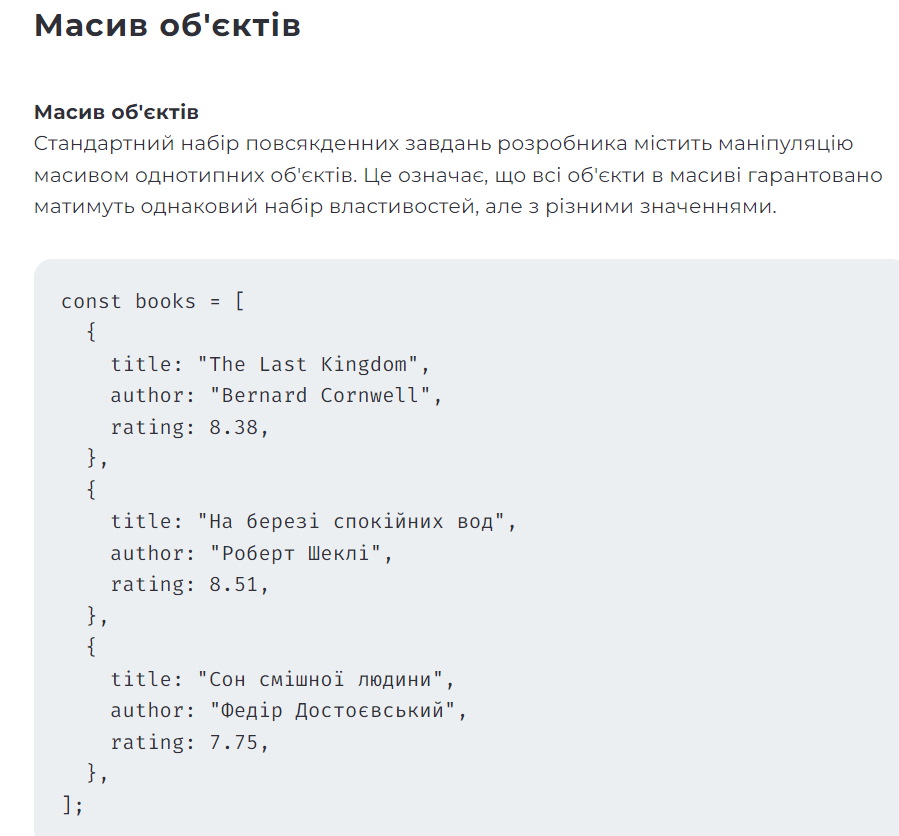 Масив об'єктів
Масив об'єктів
Стандартний набір повсякденних завдань розробника містить маніпуляцію
масивом однотипних об'єктів. Це означає, що всі об'єкти в масиві гарантовано
матимуть однаковий набір властивостей, але з різними значеннями.
const books = [
  {
    title: "The Last Kingdom",
    author: "Bernard Cornwell",
    rating: 8.38,
  },
  {
    title: "На березі спокійних вод",
    author: "Роберт Шеклі",
    rating: 8.51,
  },
  {
    title: "Сон смішної людини",
    author: "Федір Достоєвський",
    rating: 7.75,
  },
];